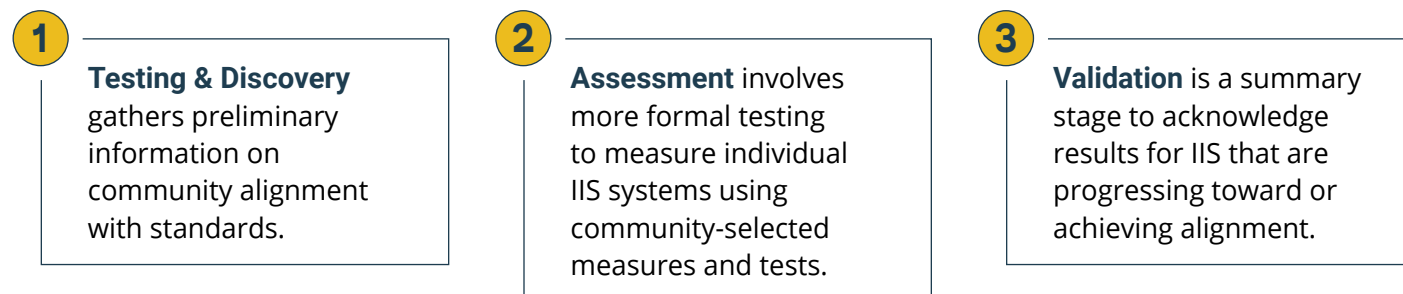 1
Testing & Discovery
gathers preliminary
information on
community alignment
with standards.
2
Assessment involves
more formal testing
to measure individual
IIS systems using
community-selected
measures and tests.
3
Validation is a summary
stage to acknowledge
results for IIS that are
progressing toward or
achieving alignment.